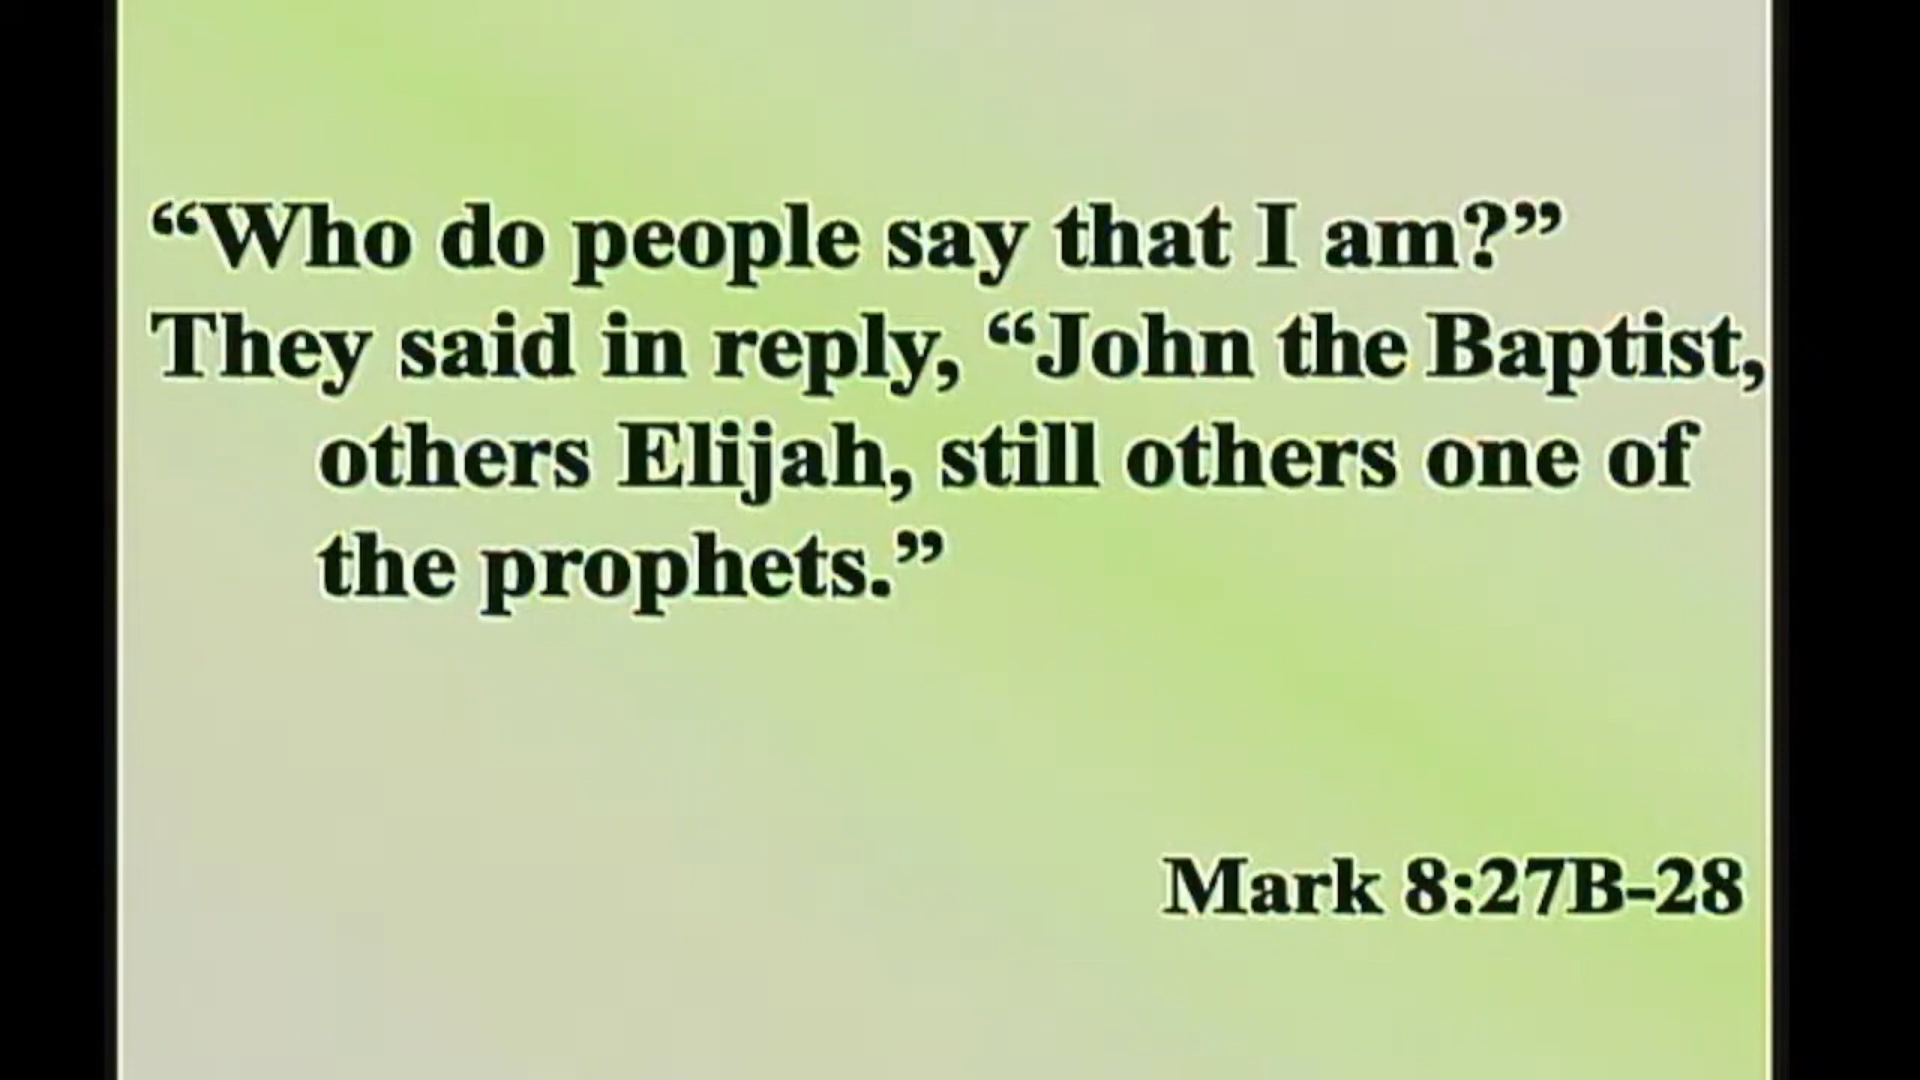 “Who do people say that I am?”
They said in reply, “John the Baptist,
others Elijah, still others one of
the prophets.”
Mark 8:27B-28